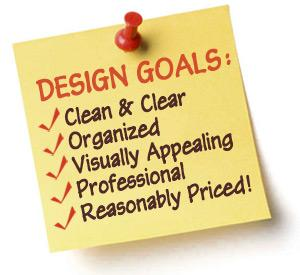 DESIGN GOALS:
Clean & Clear
Organized
Visually Appealing
Professional
Reasonably Priced!